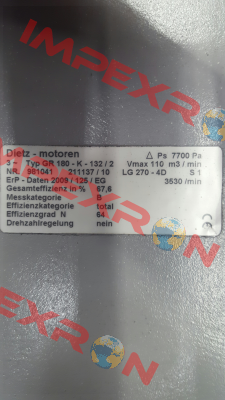 IMPEXRON
Dietz - motoren △ Ps 7700 Pa
3 ~ Typ GR 180 - K - 132 / 2 Vmax 110 m3 / min
NR. 981041 211137 / 10 LG 270 - 4D S 1
ErP - Daten 2009 / 125 / EG 3530 /min
Gesamteffizienz in % 57,6
Messkategorie B
Effizienzkategorie total
Effizienzgrad N 64
Drehzahlregelung nein
CE
IMPEXRON